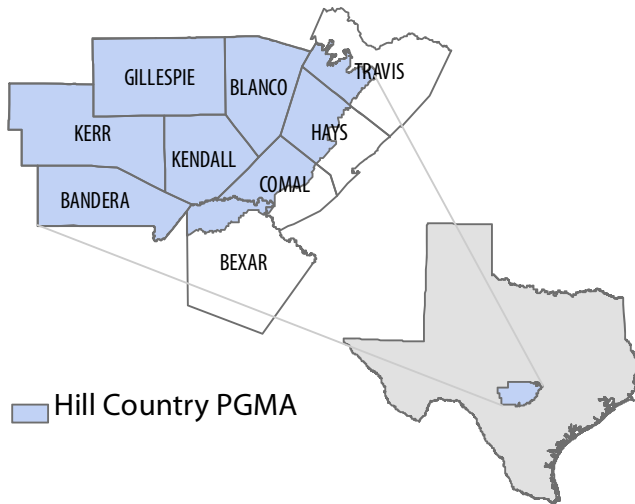 TRAVIS
GILLESPIE
BLANCO
HAYS
KERR
KENDALL
COMAL
BANDERA
BEXAR
Hill Country PGMA